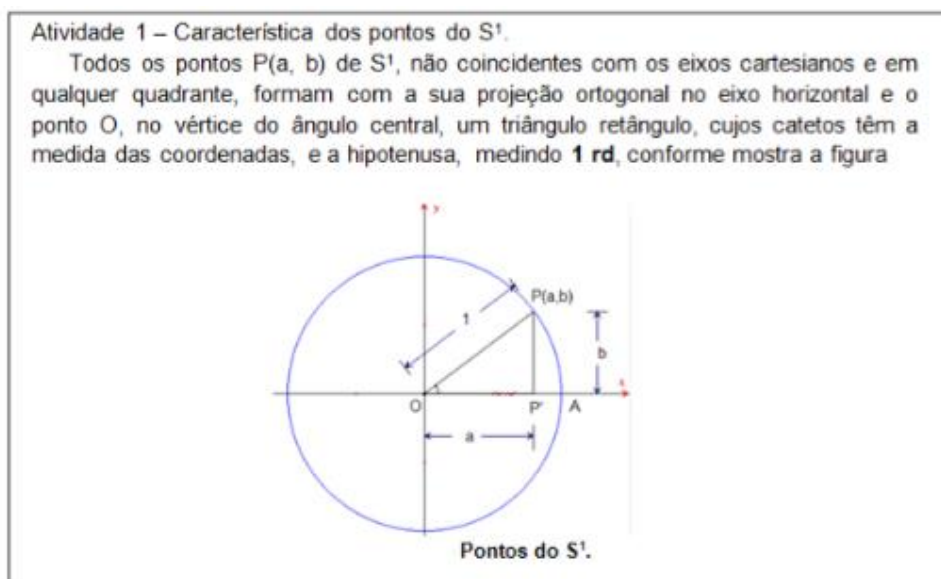 Atividade 1 – Característica dos pontos do S¹.
Todos os pontos P(a, b) de S¹, não coincidentes com os eixos cartesianos e em
qualquer quadrante, formam com a sua projeção ortogonal no eixo horizontal e o
ponto O, no vértice do ângulo central, um triângulo retângulo, cujos catetos têm a
medida das coordenadas, e a hipotenusa, medindo 1 rd, conforme mostra a figura
y
P(a,b)
1
b
x
O
P'
A
a
Pontos do S¹.